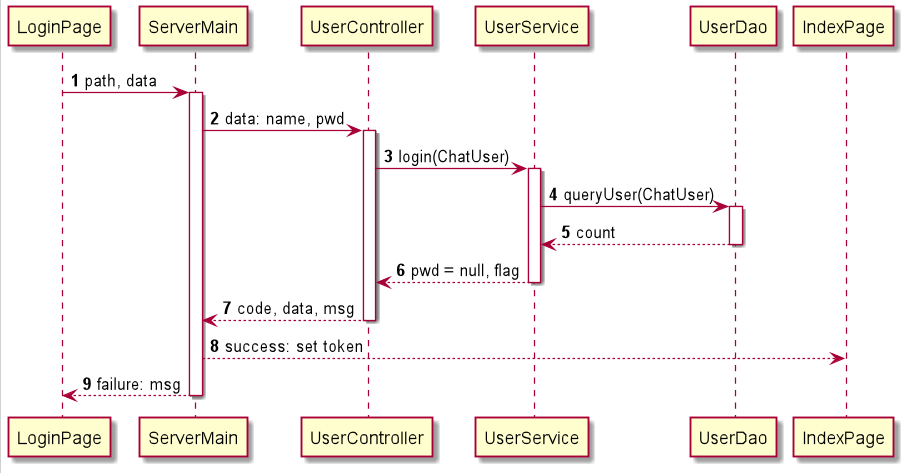 LoginPage ServerMain UserController UserService UserDao IndexPage
1 path, data
2 data: name, pwd
3 login(ChatUser)
4 queryUser(ChatUser)
5 count
6 pwd = null, flag
7 code, data, msg
8 success: set token
9 failure: msg
LoginPage ServerMain UserController UserService UserDao IndexPage